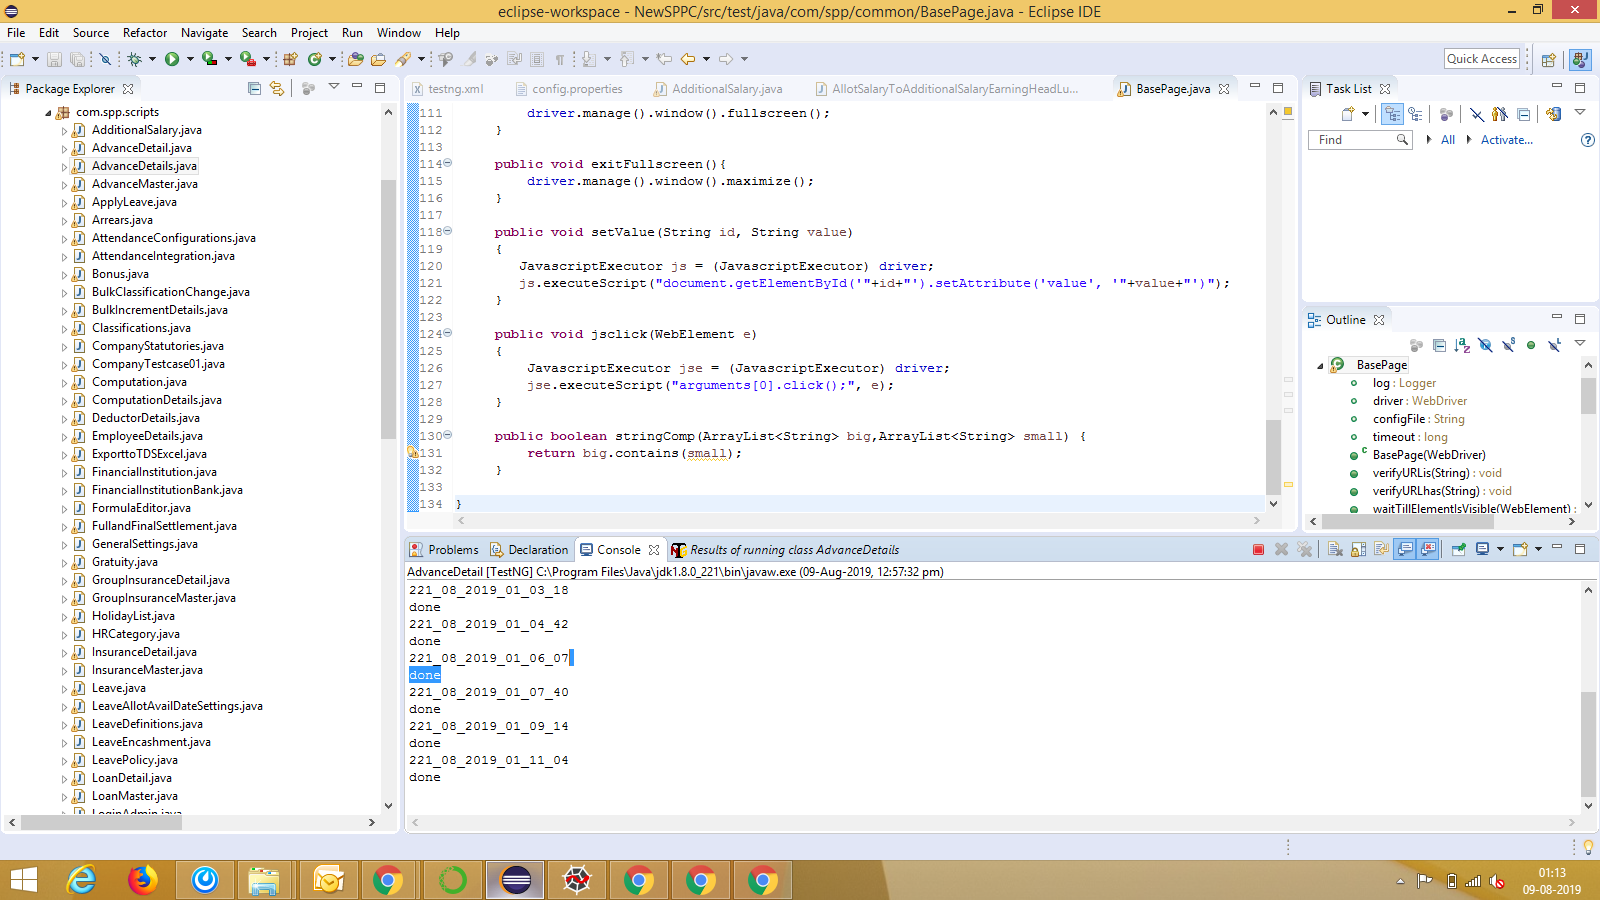 eclipse-workspace - NewSPPC/src/test/java/com/spp/common/BasePage.java - Eclipse IDE
File Edit Source Refactor Navigate Search Project Run Window Help
Quick Access
Package Explorer
com.spp.scripts
AdditionalSalary.java
AdvanceDetail.java
AdvanceDetails.java
AdvanceMaster.java
ApplyLeave.java
Arrears.java
AttendanceConfigurations.java
AttendanceIntegration.java
Bonus.java
BulkClassificationChange.java
BulkIncrementDetails.java
Classifications.java
CompanyStatutories.java
CompanyTestcase01.java
Computation.java
ComputationDetails.java
DeductorDetails.java
EmployeeDetails.java
ExporttoTDSExcel.java
FinancialInstitution.java
FinancialInstitutionBank.java
FormulaEditor.java
FullandFinalSettlement.java
GeneralSettings.java
Gratuity.java
GroupInsuranceDetail.java
GroupInsuranceMaster.java
HolidayList.java
HRCategory.java
InsuranceDetail.java
InsuranceMaster.java
Leave.java
LeaveAllotAvailDateSettings.java
LeaveDefinitions.java
LeaveEncashment.java
LeavePolicy.java
LoanDetail.java
LoanMaster.java
LoginAdmin.java
testng.xml config.properties AdditionalSalary.java AllotSalaryToAdditionalSalaryEarningHeadLu... BasePage.java
111 driver.manage().window().fullscreen();
112 }
113
114 public void exitFullscreen(){
115 driver.manage().window().maximize();
116 }
117
118 public void setValue(String id, String value)
119 {
120 JavascriptExecutor js = (JavascriptExecutor) driver;
121 js.executeScript("document.getElementById('"+id+"').setAttribute('value', '"+value+"')");
122 }
123
124 public void jsclick(WebElement e)
125 {
126 JavascriptExecutor jse = (JavascriptExecutor) driver;
127 jse.executeScript("arguments[0].click();", e);
128 }
129
130 public boolean stringComp(ArrayList<String> big,ArrayList<String> small) {
131 return big.contains(small);
132 }
133
134 }
Task List
Find All Activate...
Outline
BasePage
log : Logger
driver : WebDriver
configFile : String
timeout : long
BasePage(WebDriver)
verifyURLis(String) : void
verifyURLhas(String) : void
waitTillElementIsVisible(WebElement) :
Problems Declaration Console Results of running class AdvanceDetails
AdvanceDetail [TestNG] C:\Program Files\Java\jdk1.8.0_221\bin\javaw.exe (09-Aug-2019, 12:57:32 pm)
221_08_2019_01_03_18
done
221_08_2019_01_04_42
done
221_08_2019_01_06_07
done
221_08_2019_01_07_40
done
221_08_2019_01_09_14
done
221_08_2019_01_11_04
done
01:13
09-08-2019